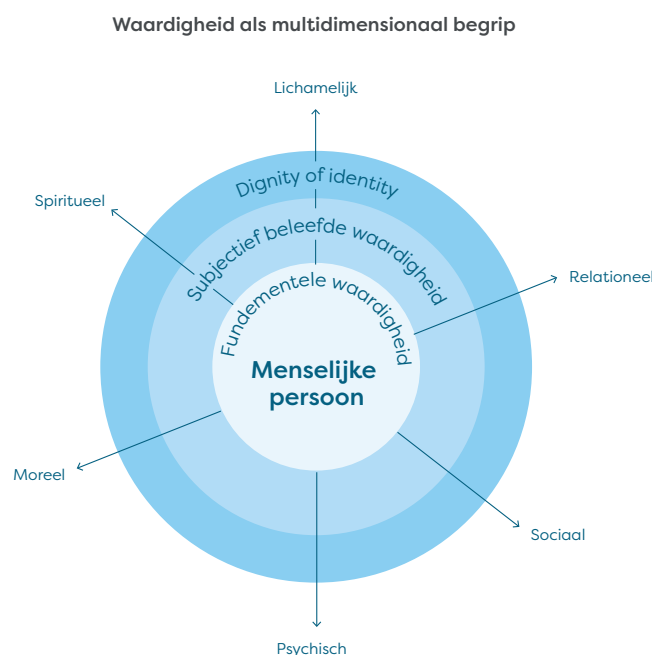 Waardigheid als multidimensionaal begrip
Lichamelijk
Dignity of identity
Spiritueel
Subjectief beleefde waardigheid
Relationeel
Fundementele waardigheid
Menselijke
persoon
Moreel
Sociaal
Psychisch